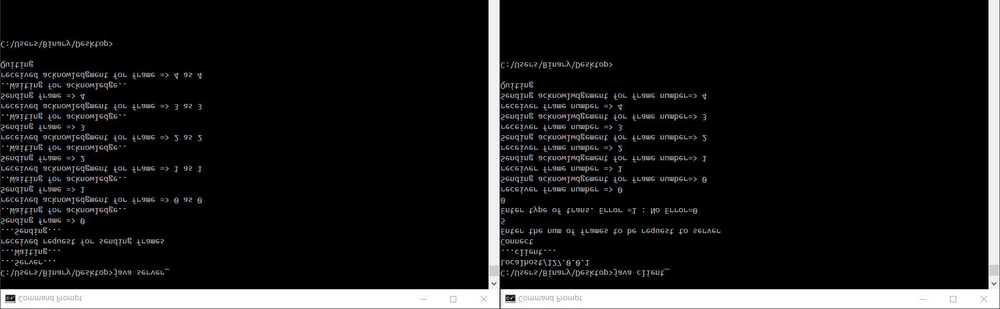 Command Prompt
C:\Users\Binary\Desktop>java server_
...Server...
...Waiting...
received request for sending frames
...Sending...
Sending frame => 0
..Waiting for acknowledge..
received acknowledgment for frame => 0 as 0
Sending frame => 1
..Waiting for acknowledge..
received acknowledgment for frame => 1 as 1
Sending frame => 2
..Waiting for acknowledge..
received acknowledgment for frame => 2 as 2
Sending frame => 3
..Waiting for acknowledge..
received acknowledgment for frame => 3 as 3
Sending frame => 4
..Waiting for acknowledge..
received acknowledgment for frame => 4 as 4
Quiting
C:\Users\Binary\Desktop>
Command Prompt
C:\Users\Binary\Desktop>java client_
Localhost/127.0.0.1
...client...
Connect
Enter the num of frames to be request to server
5
Enter type of trans. Error =1 : No Error=0
0
receiver frame number => 0
Sending acknowlwdgement for frame number=> 0
receiver frame number => 1
Sending acknowlwdgement for frame number=> 1
receiver frame number => 2
Sending acknowlwdgement for frame number=> 2
receiver frame number => 3
Sending acknowlwdgement for frame number=> 3
receiver frame number => 4
Sending acknowlwdgement for frame number=> 4
Quiting
C:\Users\Binary\Desktop>